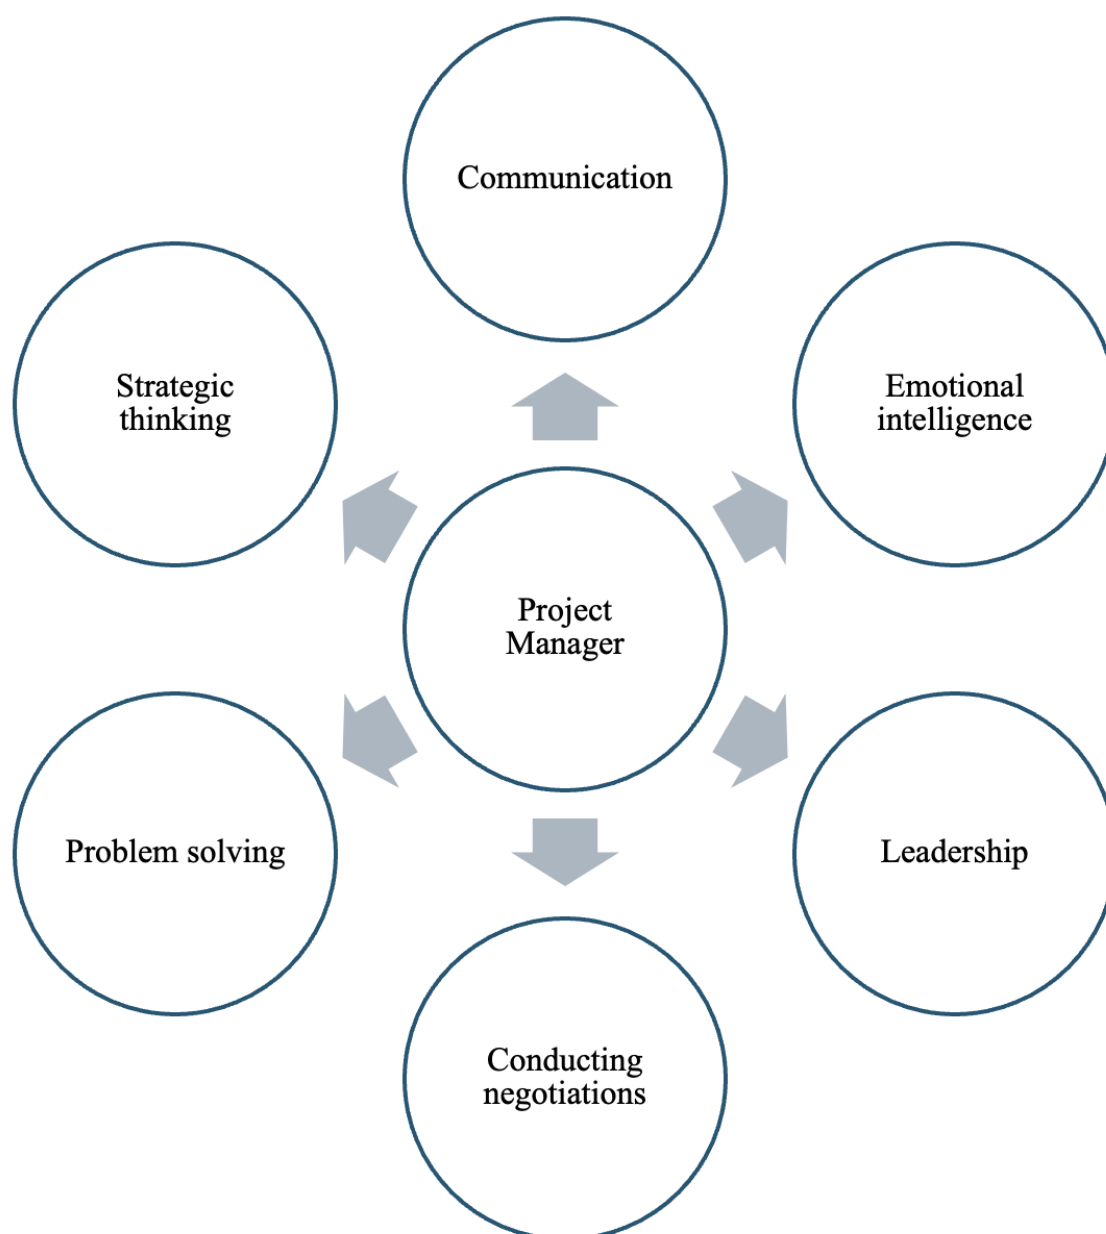 Communication
Strategic
thinking
Emotional
intelligence
Project
Manager
Problem solving
Leadership
Conducting
negotiations